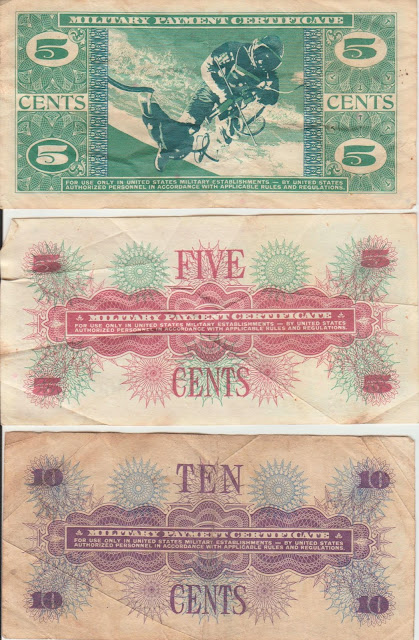 MILITARY PAYMENT CERTIFICATE
5 5
CENTS CENTS
5 5
FOR USE ONLY IN UNITED STATES MILITARY ESTABLISHMENTS — BY UNITED STATES
AUTHORIZED PERSONNEL IN ACCORDANCE WITH APPLICABLE RULES AND REGULATIONS.
5 FIVE 5
MILITARY PAYMENT CERTIFICATE
FOR USE ONLY IN UNITED STATES MILITARY ESTABLISHMENTS — BY UNITED STATES
AUTHORIZED PERSONNEL IN ACCORDANCE WITH APPLICABLE RULES AND REGULATIONS.
5 CENTS 5
10 TEN 10
MILITARY PAYMENT CERTIFICATE
FOR USE ONLY IN UNITED STATES MILITARY ESTABLISHMENTS — BY UNITED STATES
AUTHORIZED PERSONNEL IN ACCORDANCE WITH APPLICABLE RULES AND REGULATIONS.
10 CENTS 10